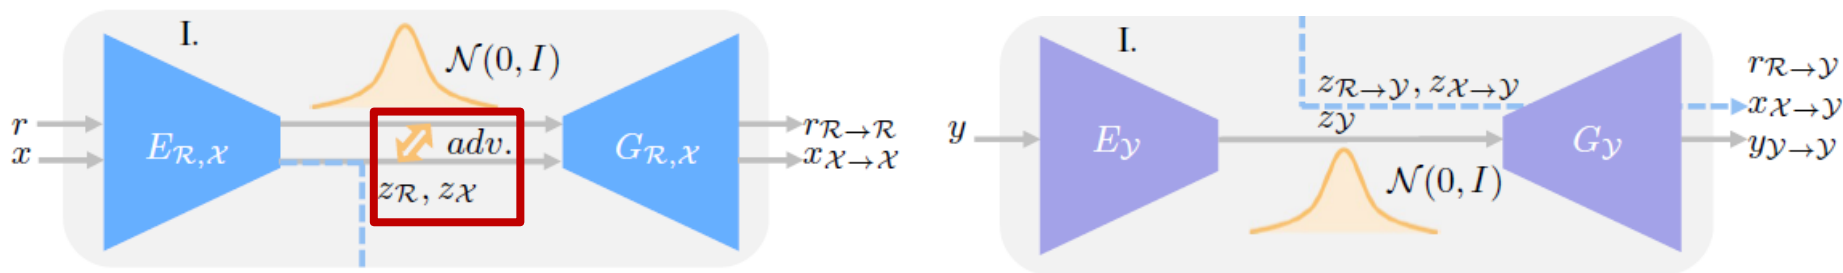 I.
𝒩(0, I)
r
x
E_{ℛ,𝒳}
adv.
z_ℛ, z_𝒳
G_{ℛ,𝒳}
r_{ℛ→ℛ}
x_{𝒳→𝒳}
I.
z_{ℛ→𝒴}, z_{𝒳→𝒴}
z_𝒴
y
E_𝒴
𝒩(0, I)
G_𝒴
r_{ℛ→𝒴}
x_{𝒳→𝒴}
y_{𝒴→𝒴}